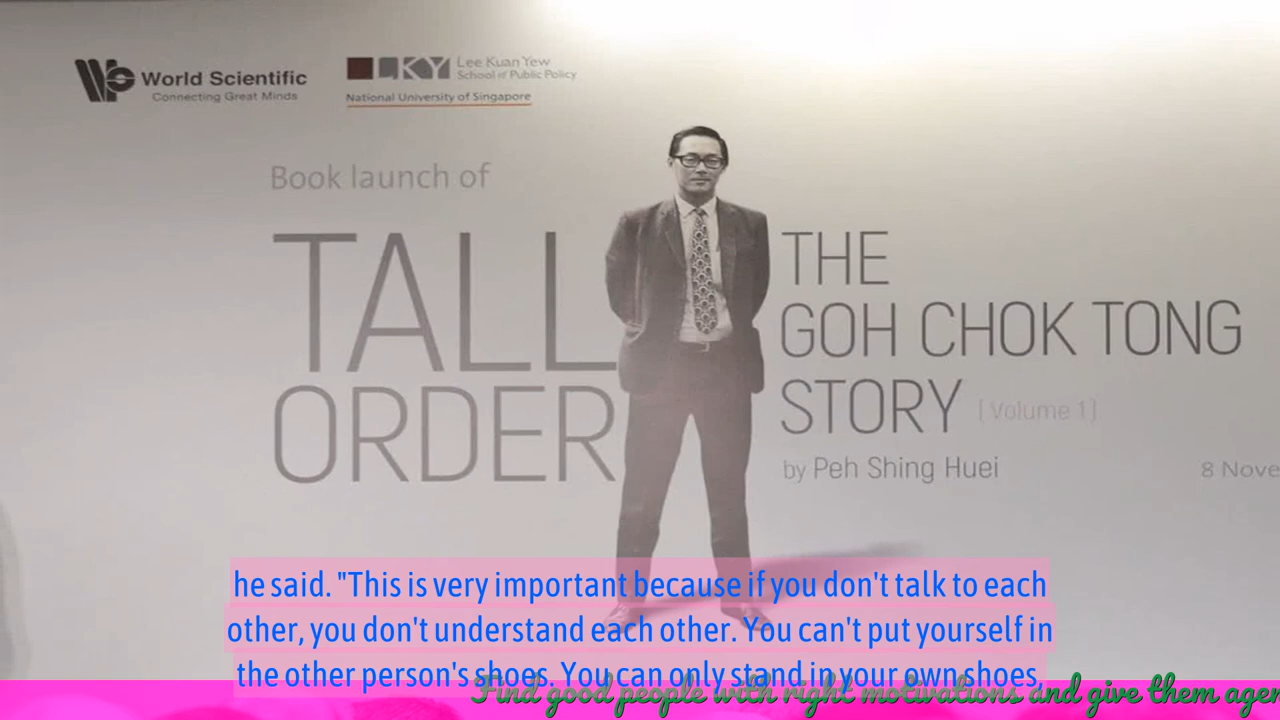 World Scientific
Connecting Great Minds
LKY
Lee Kuan Yew
School of Public Policy
National University of Singapore
Book launch of
TALL
ORDER
THE
GOH CHOK TONG
STORY [Volume 1]
by Peh Shing Huei
8 Nove
he said. "This is very important because if you don't talk to each
other, you don't understand each other. You can't put yourself in
the other person's shoes. You can only stand in your own shoes,
Find good people with right motivations and give them agen